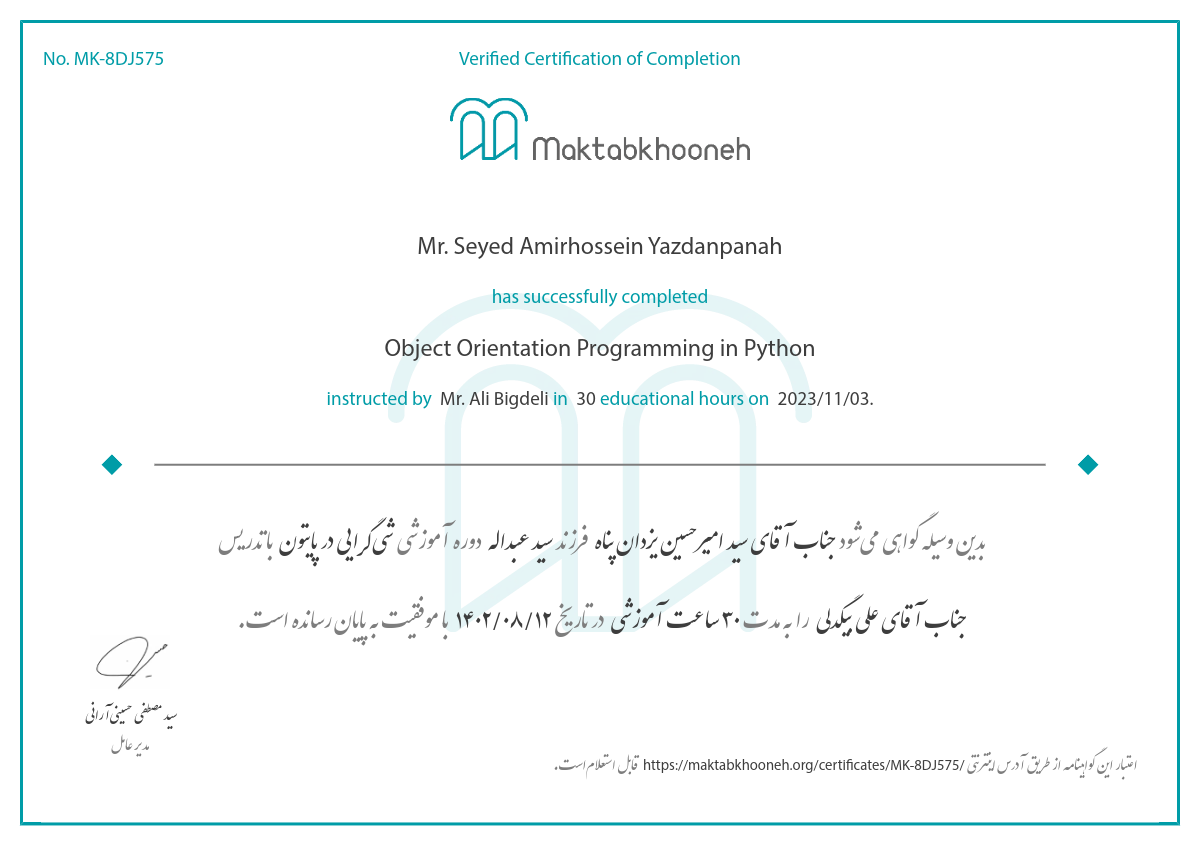 No. MK-8DJ575
Verified Certification of Completion
Maktabkhooneh
Mr. Seyed Amirhossein Yazdanpanah
has successfully completed
Object Orientation Programming in Python
instructed by Mr. Ali Bigdeli in 30 educational hours on 2023/11/03.
بدین وسیله گواهی می‌شود جناب آقای سید امیرحسین یزدان پناه فرزند سید عبداله دوره آموزشی شی‌گرایی در پایتون با تدریس
جناب آقای علی بیگدلی را به مدت ۳۰ ساعت آموزشی در تاریخ ۱۴۰۲/۰۸/۱۲ با موفقیت به پایان رسانده است.
سید مصطفی حسینی آرانی
مدیر عامل
اعتبار این گواهینامه از طریق آدرس اینترنتی https://maktabkhooneh.org/certificates/MK-8DJ575/ قابل استعلام است.